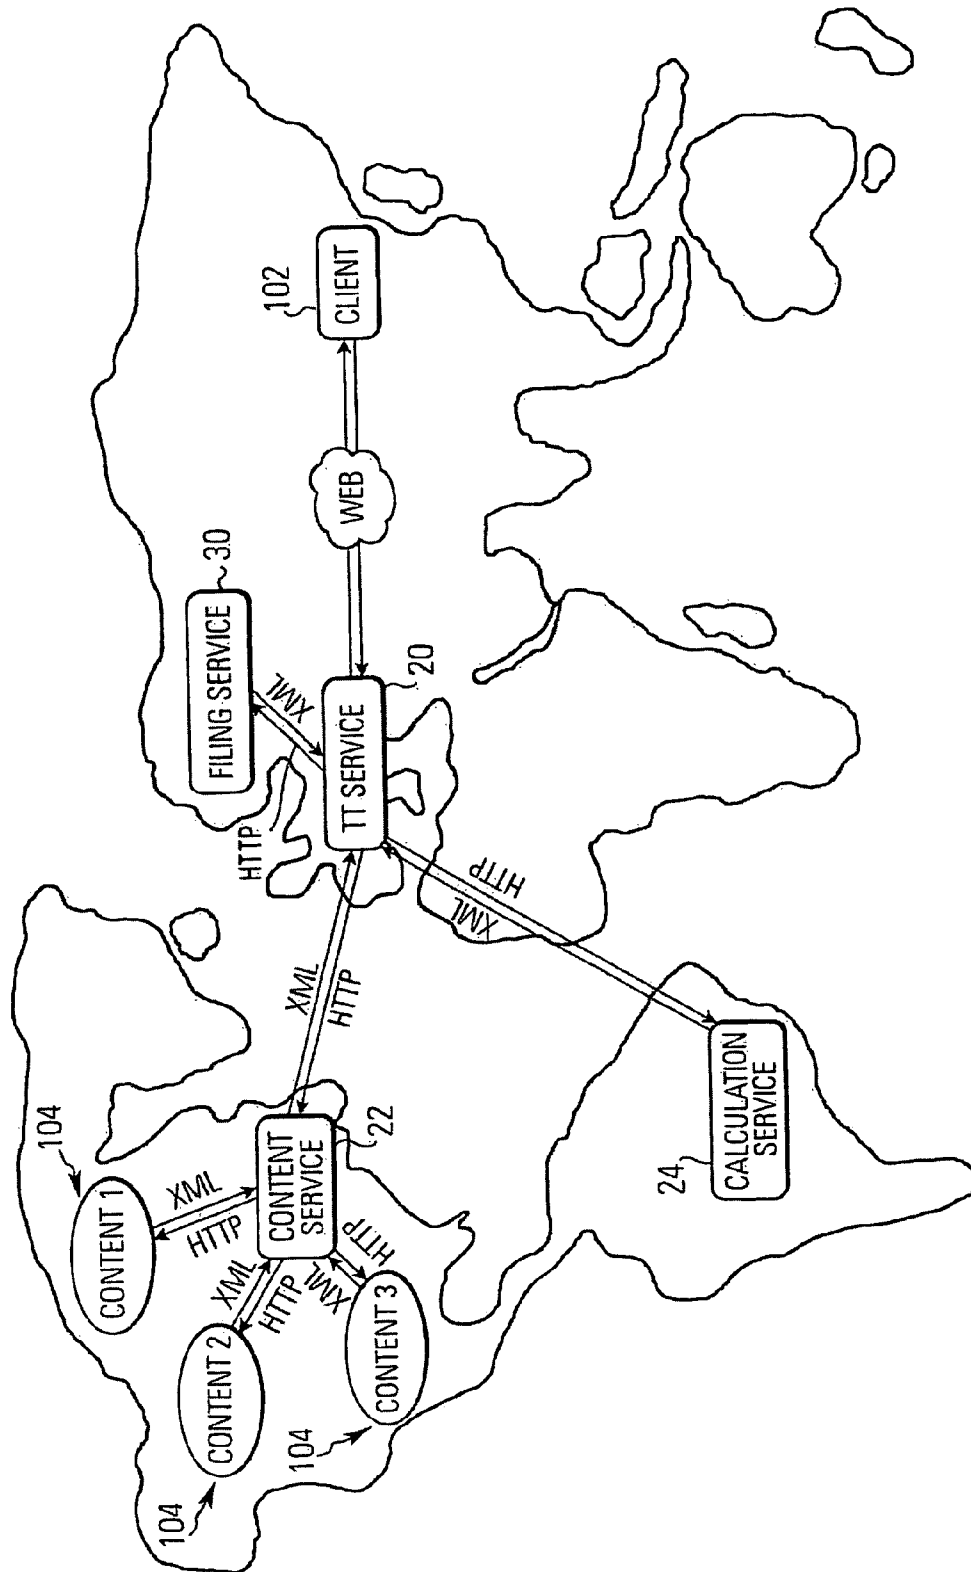 104
CONTENT 1
XML
HTTP
104
CONTENT 2
XML
HTTP
104
CONTENT 3
HTTP
XML
CONTENT
SERVICE
22
XML
HTTP
FILING SERVICE
30
HTTP
XML
TT SERVICE
20
WEB
102
CLIENT
HTTP
XML
24
CALCULATION
SERVICE